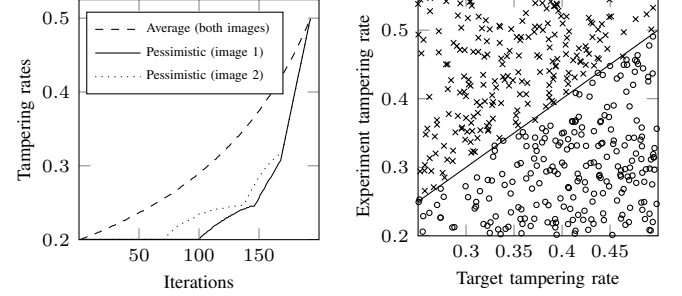 0.5
0.4
0.3
0.2
Tampering rates
Average (both images)
Pessimistic (image 1)
Pessimistic (image 2)
50
100
150
Iterations
0.5
0.4
0.3
0.2
Experiment tampering rate
0.3
0.35
0.4
0.45
Target tampering rate